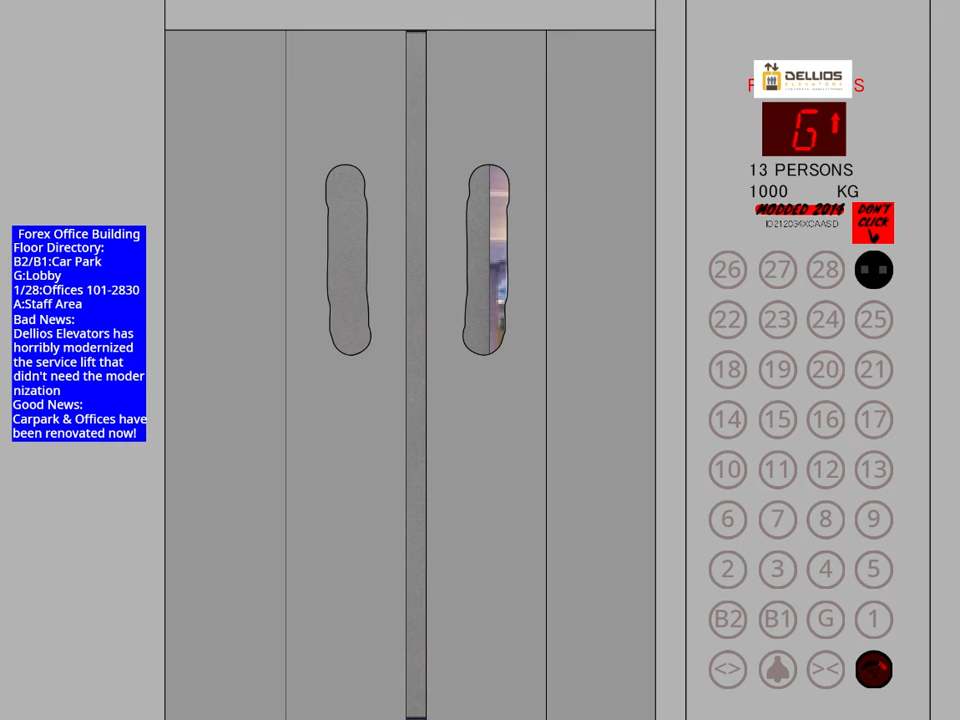 Forex Office Building
Floor Directory:
B2/B1:Car Park
G:Lobby
1/28:Offices 101-2830
A:Staff Area
Bad News:
Dellios Elevators has
horribly modernized
the service lift that
didn't need the moder
nization
Good News:
Carpark & Offices have
been renovated now!
DELLIOS
ELEVATORS
S
G
13 PERSONS
1000 KG
MODDED 2014
ID212034XCAASD
DON'T
CLICK
26 27 28
22 23 24 25
18 19 20 21
14 15 16 17
10 11 12 13
6 7 8 9
2 3 4 5
B2 B1 G 1
<> ><